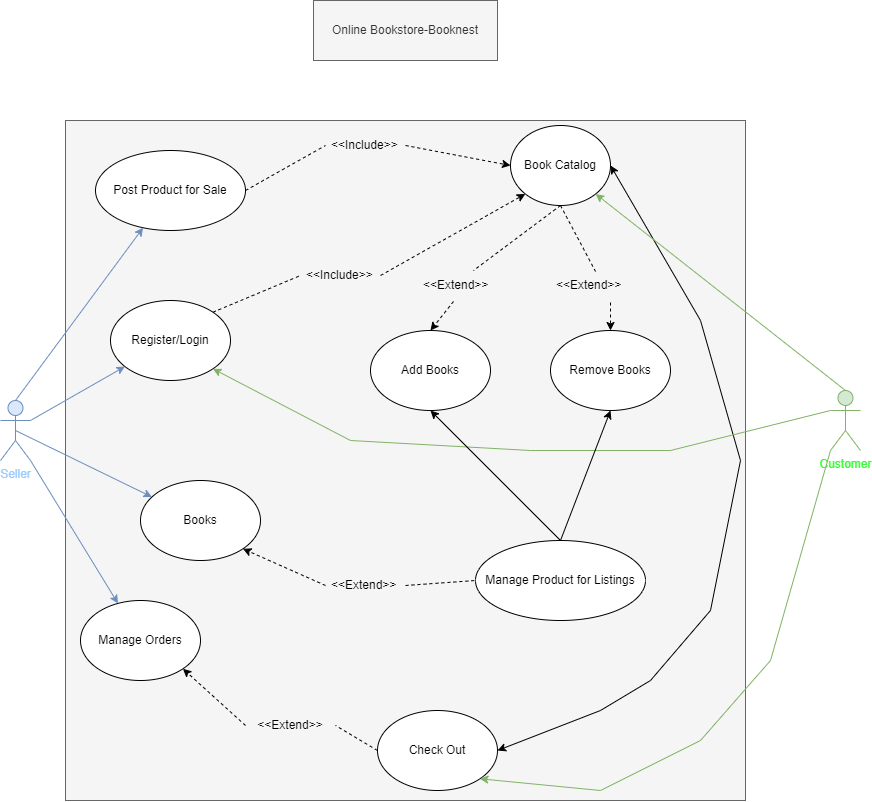 Online Bookstore-Booknest
<<Include>>
Book Catalog
Post Product for Sale
<<Include>>
<<Extend>>
<<Extend>>
Register/Login
Add Books
Remove Books
Seller
Customer
Books
Manage Product for Listings
<<Extend>>
Manage Orders
<<Extend>>
Check Out